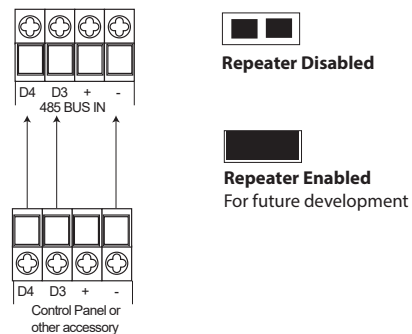 D4 D3 + -
485 BUS IN
D4 D3 + -
Control Panel or
other accessory
Repeater Disabled
Repeater Enabled
For future development